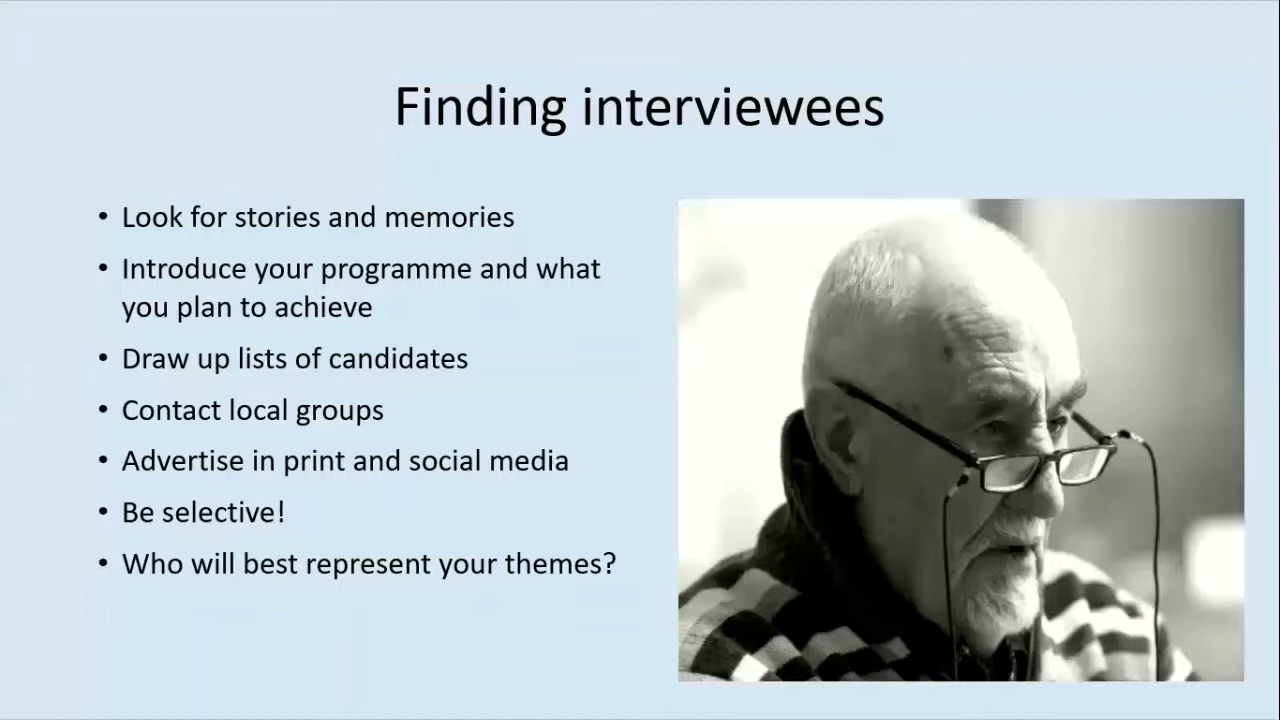 Finding interviewees
• Look for stories and memories
• Introduce your programme and what
you plan to achieve
• Draw up lists of candidates
• Contact local groups
• Advertise in print and social media
• Be selective!
• Who will best represent your themes?